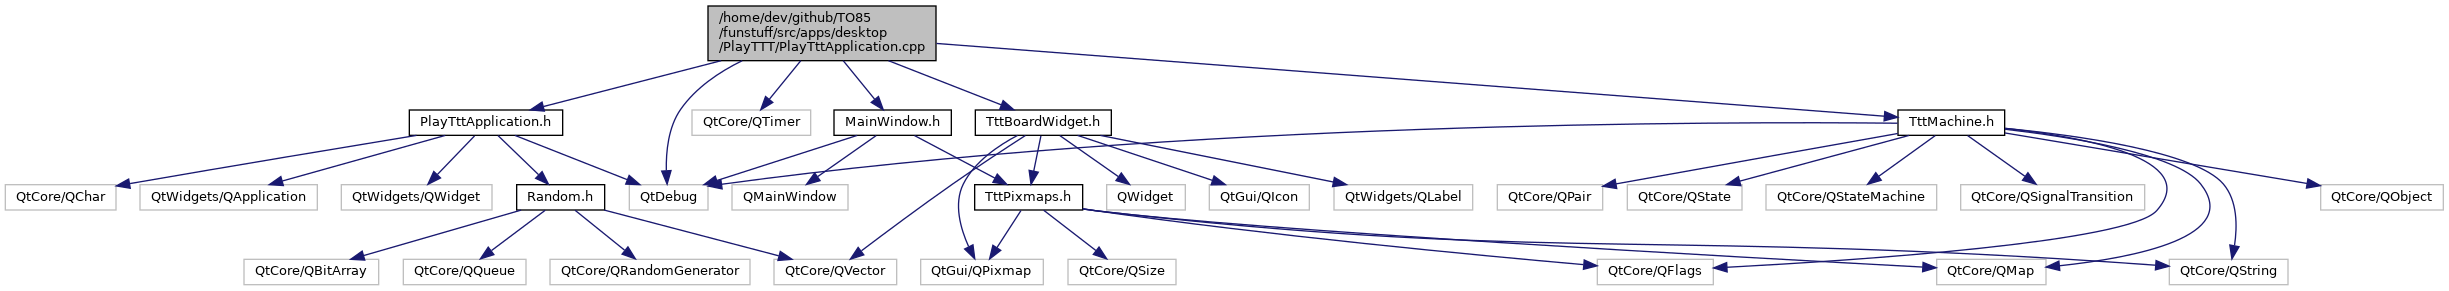 /home/dev/github/TO85
/funstuff/src/apps/desktop
/PlayTTT/PlayTttApplication.cpp
PlayTttApplication.h
QtCore/QTimer
MainWindow.h
TttBoardWidget.h
TttMachine.h
QtCore/QChar
QtWidgets/QApplication
QtWidgets/QWidget
Random.h
QtDebug
QMainWindow
TttPixmaps.h
QWidget
QtGui/QIcon
QtWidgets/QLabel
QtCore/QPair
QtCore/QState
QtCore/QStateMachine
QtCore/QSignalTransition
QtCore/QObject
QtCore/QBitArray
QtCore/QQueue
QtCore/QRandomGenerator
QtCore/QVector
QtGui/QPixmap
QtCore/QSize
QtCore/QFlags
QtCore/QMap
QtCore/QString